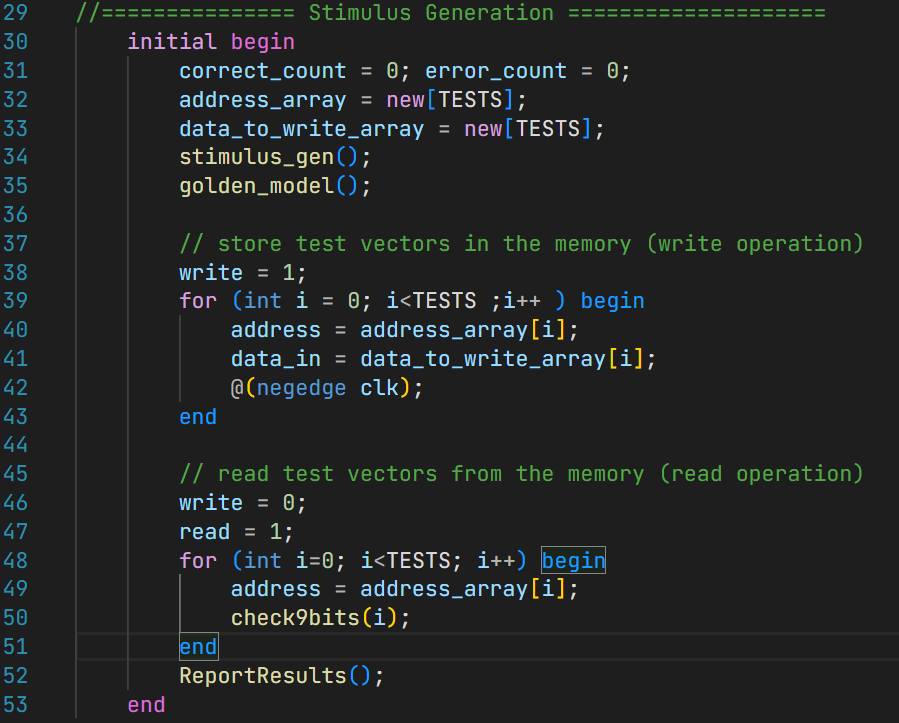 29 //=============== Stimulus Generation ====================
30 initial begin
31 correct_count = 0; error_count = 0;
32 address_array = new[TESTS];
33 data_to_write_array = new[TESTS];
34 stimulus_gen();
35 golden_model();
36
37 // store test vectors in the memory (write operation)
38 write = 1;
39 for (int i = 0; i<TESTS ;i++ ) begin
40 address = address_array[i];
41 data_in = data_to_write_array[i];
42 @(negedge clk);
43 end
44
45 // read test vectors from the memory (read operation)
46 write = 0;
47 read = 1;
48 for (int i=0; i<TESTS; i++) begin
49 address = address_array[i];
50 check9bits(i);
51 end
52 ReportResults();
53 end